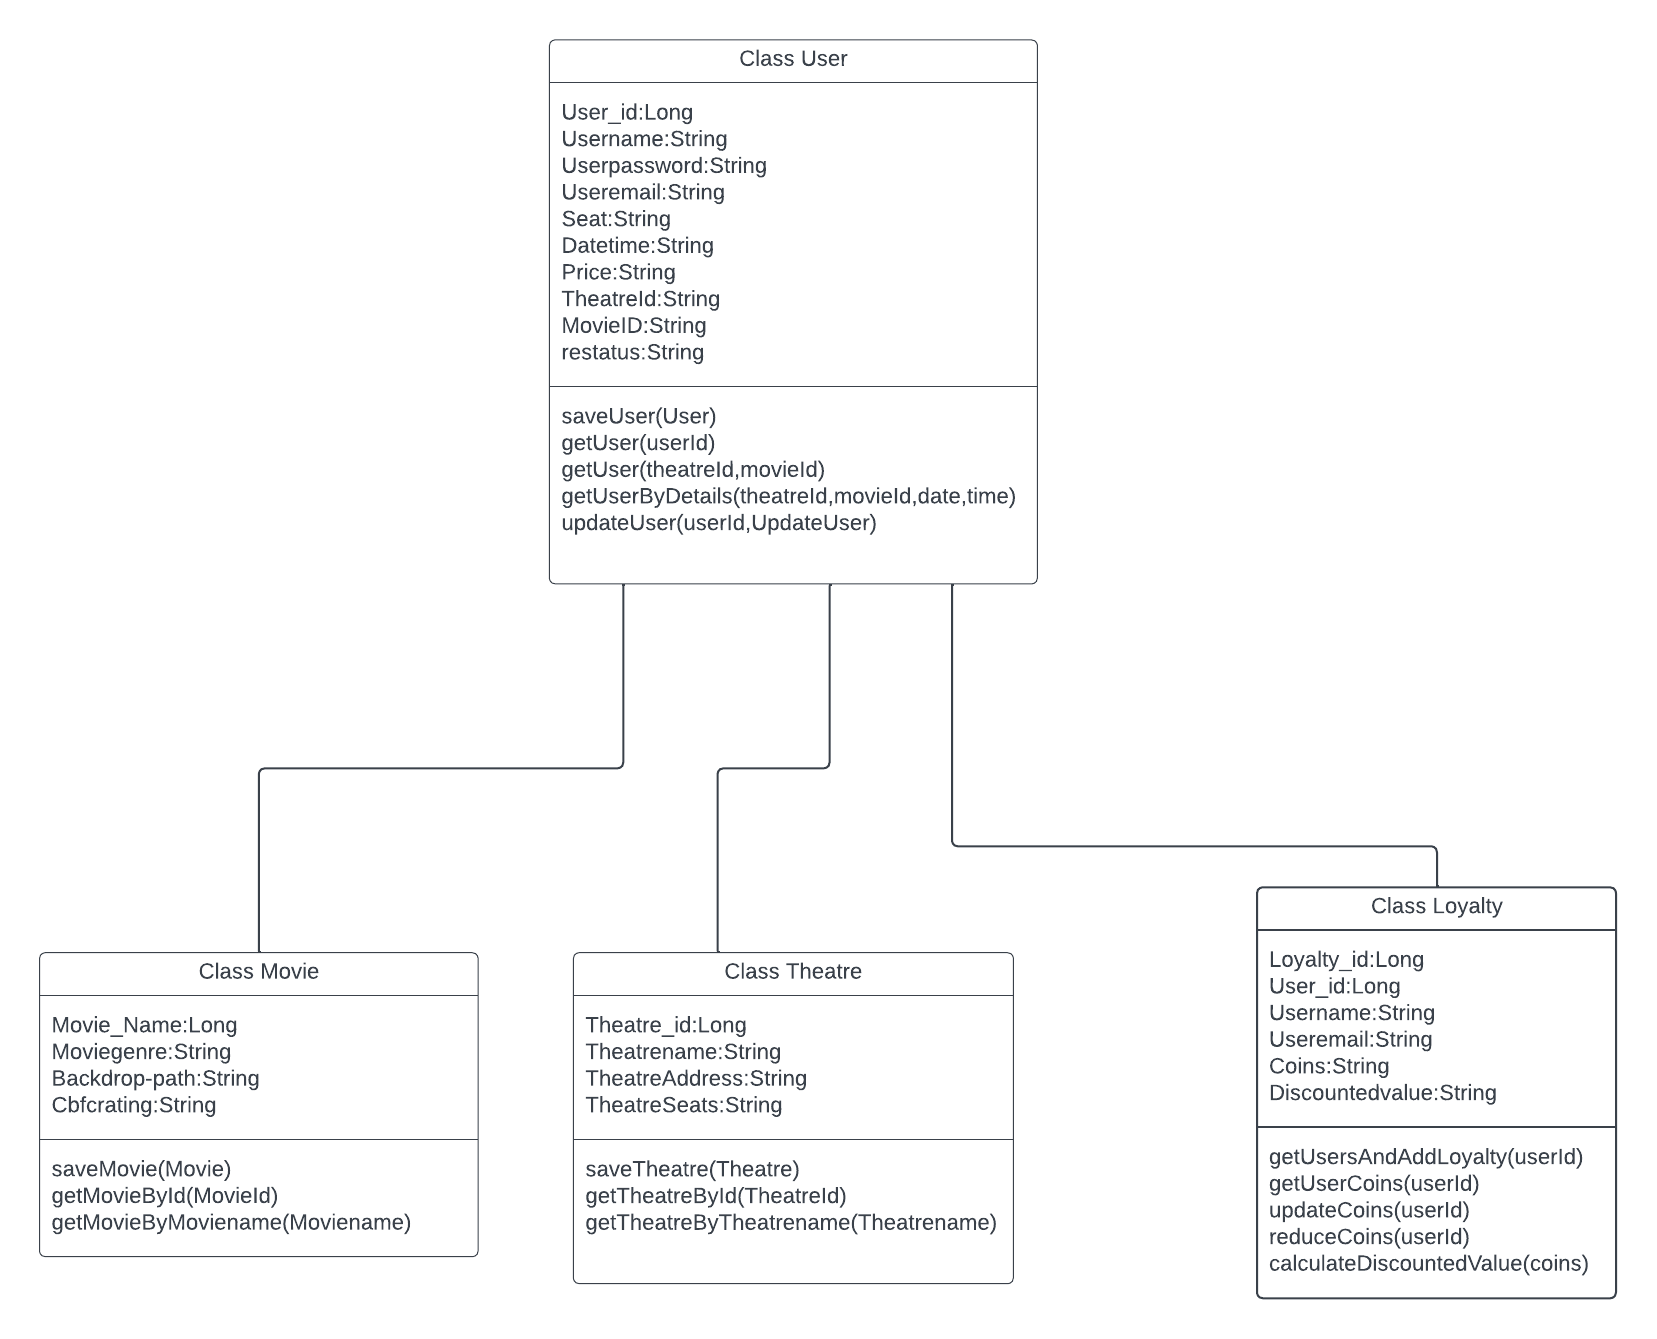 Class User
User_id:Long
Username:String
Userpassword:String
Useremail:String
Seat:String
Datetime:String
Price:String
TheatreId:String
MovieID:String
restatus:String
saveUser(User)
getUser(userId)
getUser(theatreId,movieId)
getUserByDetails(theatreId,movieId,date,time)
updateUser(userId,UpdateUser)
Class Movie
Movie_Name:Long
Moviegenre:String
Backdrop-path:String
Cbfcrating:String
saveMovie(Movie)
getMovieById(MovieId)
getMovieByMoviename(Moviename)
Class Theatre
Theatre_id:Long
Theatrename:String
TheatreAddress:String
TheatreSeats:String
saveTheatre(Theatre)
getTheatreById(TheatreId)
getTheatreByTheatrename(Theatrename)
Class Loyalty
Loyalty_id:Long
User_id:Long
Username:String
Useremail:String
Coins:String
Discountedvalue:String
getUsersAndAddLoyalty(userId)
getUserCoins(userId)
updateCoins(userId)
reduceCoins(userId)
calculateDiscountedValue(coins)